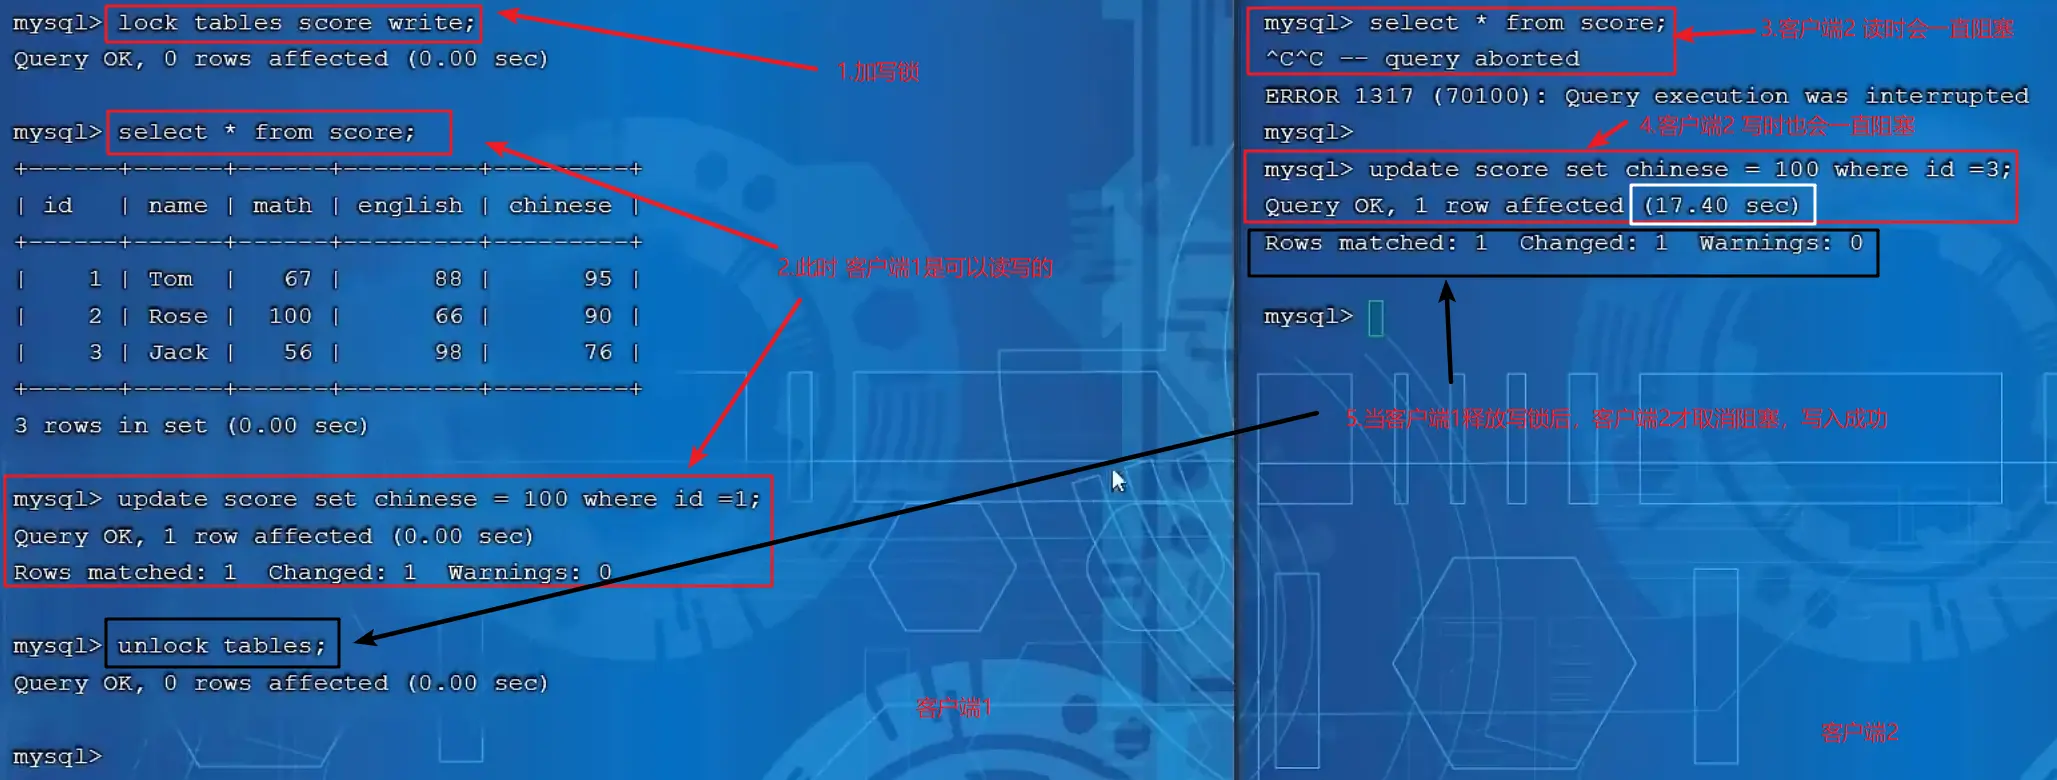 mysql> lock tables score write;
Query OK, 0 rows affected (0.00 sec)
1.加写锁
mysql> select * from score;
+------+------+------+---------+---------+
| id   | name | math | english | chinese |
+------+------+------+---------+---------+
|    1 | Tom  |   67 |      88 |      95 |
|    2 | Rose |  100 |      66 |      90 |
|    3 | Jack |   56 |      98 |      76 |
+------+------+------+---------+---------+
3 rows in set (0.00 sec)
2.此时 客户端1是可以读写的
mysql> update score set chinese = 100 where id =1;
Query OK, 1 row affected (0.00 sec)
Rows matched: 1  Changed: 1  Warnings: 0
mysql> unlock tables;
Query OK, 0 rows affected (0.00 sec)
客户端1
mysql>
mysql> select * from score;
3.客户端2 读时会一直阻塞
^C^C -- query aborted
ERROR 1317 (70100): Query execution was interrupted
mysql>
4.客户端2 写时也会一直阻塞
mysql> update score set chinese = 100 where id =3;
Query OK, 1 row affected (17.40 sec)
Rows matched: 1  Changed: 1  Warnings: 0
mysql>
5.当客户端1释放写锁后，客户端2才取消阻塞，写入成功
客户端2